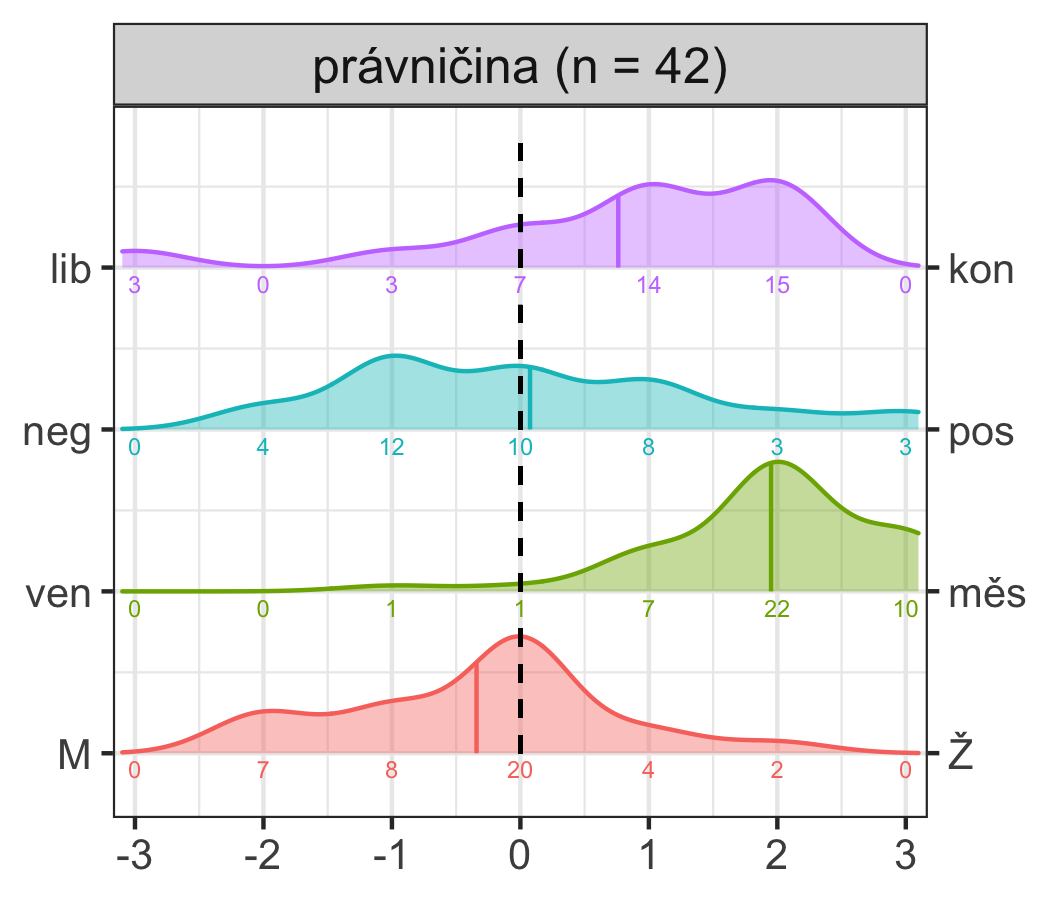 právničina (n = 42)
lib kon
3 0 3 7 14 15 0
neg pos
0 4 12 10 8 3 3
ven měs
0 0 1 1 7 22 10
M Ž
0 7 8 20 4 2 0
-3 -2 -1 0 1 2 3